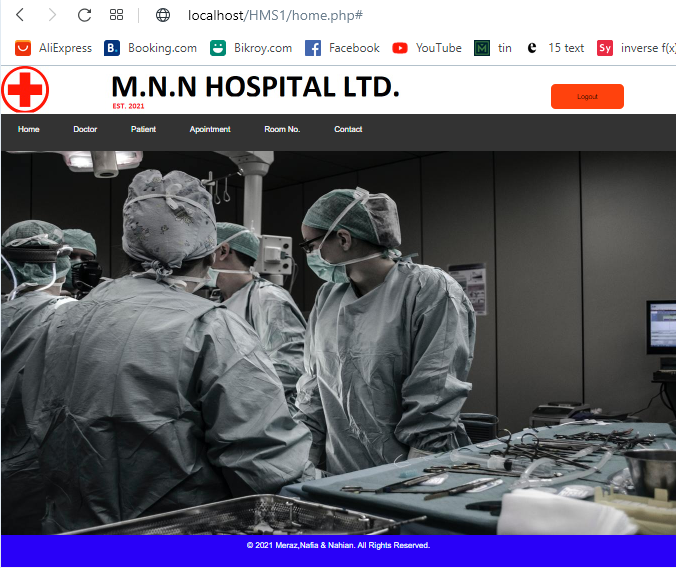 localhost/HMS1/home.php#
AliExpress B. Booking.com Bikroy.com f Facebook YouTube M tin e 15 text Sy inverse f(x)
M.N.N HOSPITAL LTD.
EST. 2021
Logout
Home Doctor Patient Apointment Room No. Contact
© 2021 Meraz,Nafia & Nahian. All Rights Reserved.